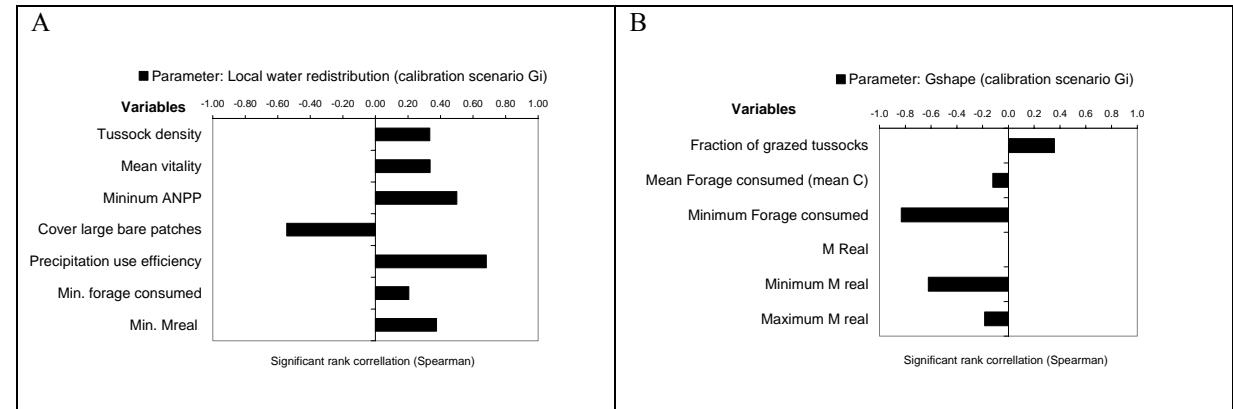 A
Parameter: Local water redistribution (calibration scenario Gi)
Variables
-1.00 -0.80 -0.60 -0.40 -0.20 0.00 0.20 0.40 0.60 0.80 1.00
Tussock density
Mean vitality
Mininum ANPP
Cover large bare patches
Precipitation use efficiency
Min. forage consumed
Min. Mreal
Significant rank correllation (Spearman)
B
Parameter: Gshape (calibration scenario Gi)
Variables
-1.0 -0.8 -0.6 -0.4 -0.2 0.0 0.2 0.4 0.6 0.8 1.0
Fraction of grazed tussocks
Mean Forage consumed (mean C)
Minimum Forage consumed
M Real
Minimum M real
Maximum M real
Significant rank correllation (Spearman)